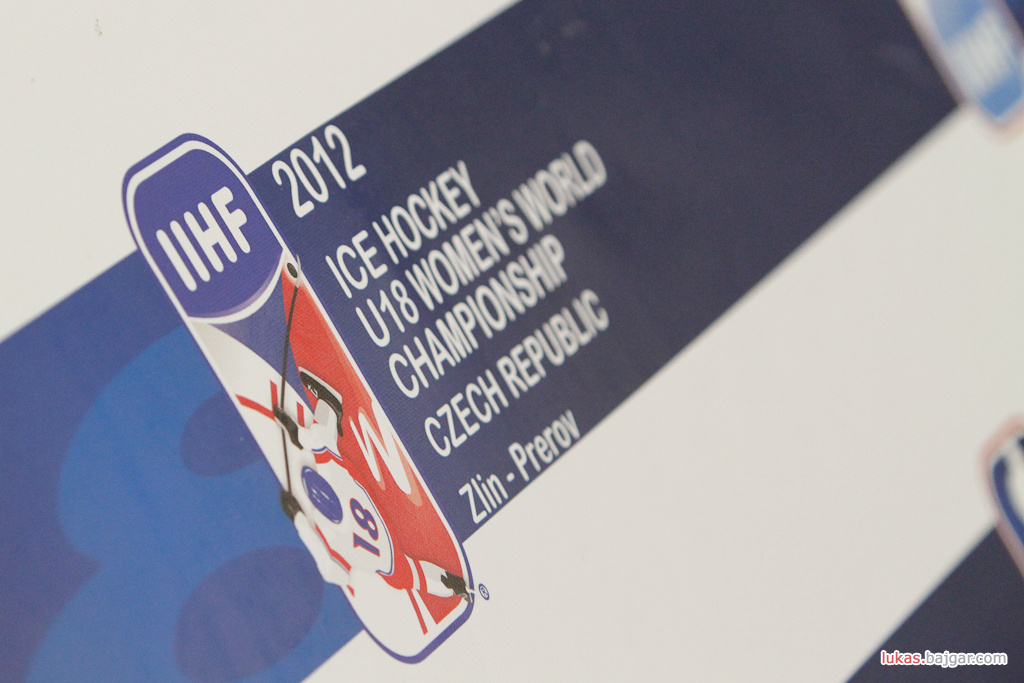 IIHF
2012
ICE HOCKEY
U18 WOMEN'S WORLD
CHAMPIONSHIP
CZECH REPUBLIC
Zlin - Prerov
W
18
®
lukas.bajgar.com